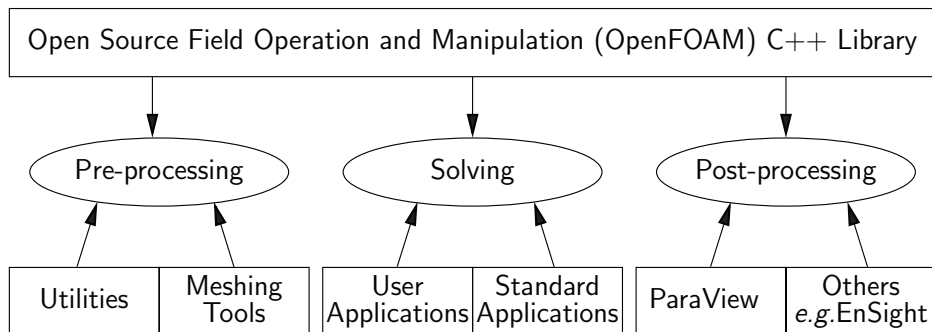 Open Source Field Operation and Manipulation (OpenFOAM) C++ Library
Pre-processing
Solving
Post-processing
Utilities
Meshing
Tools
User
Applications
Standard
Applications
ParaView
Others
e.g.EnSight